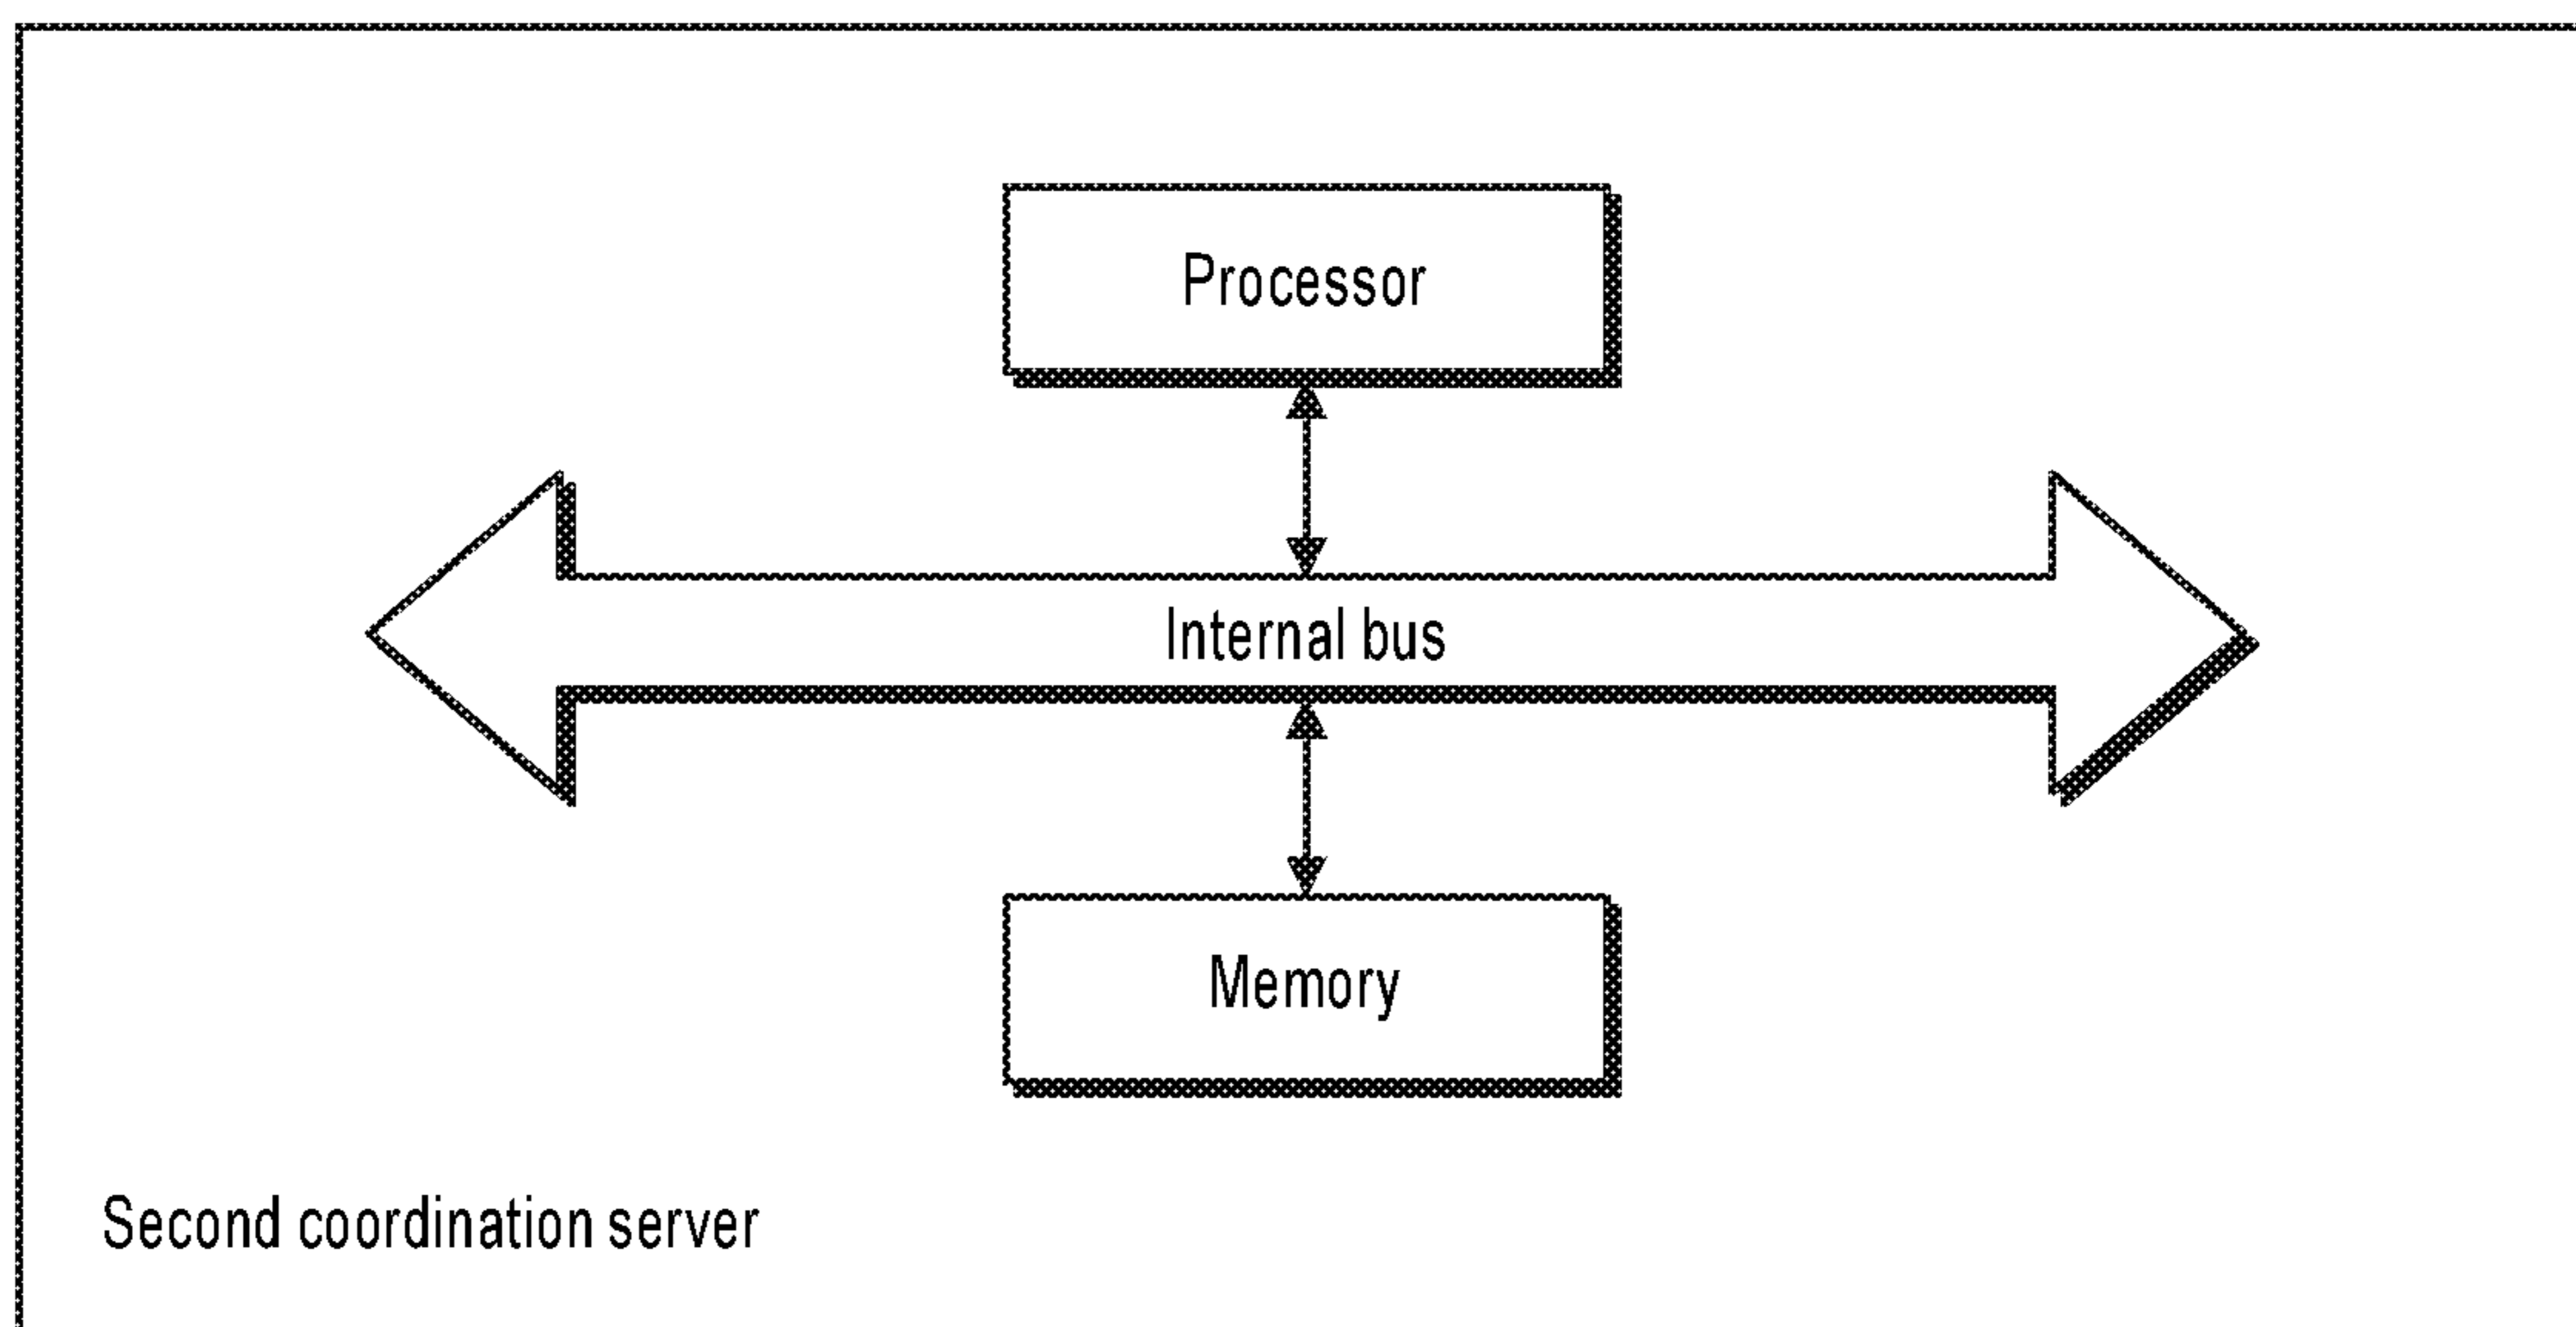 Processor
Internal bus
Memory
Second coordination server